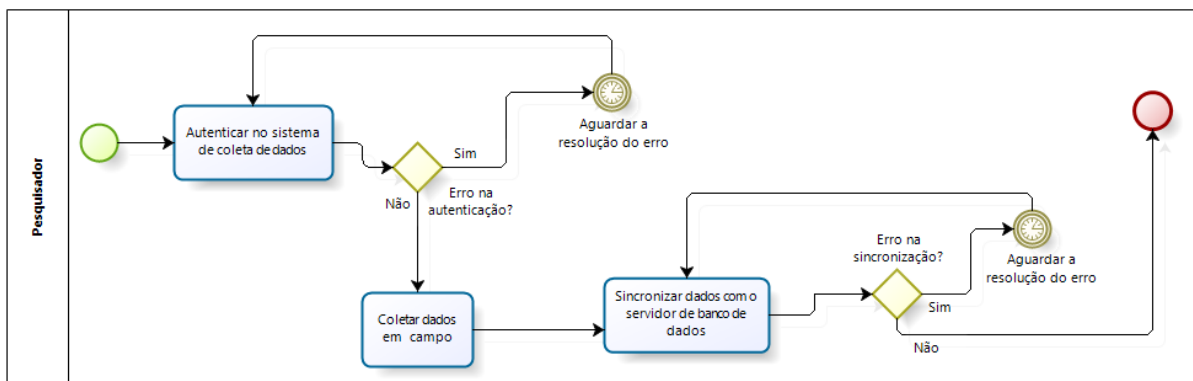 Pesquisador
Autenticar no sistema
de coleta de dados
Sim
Aguardar a
resolução do erro
Não
Erro na
autenticação?
Coletar dados
em campo
Sincronizar dados com o
servidor de banco de
dados
Erro na
sincronização?
Sim
Aguardar a
resolução do erro
Não